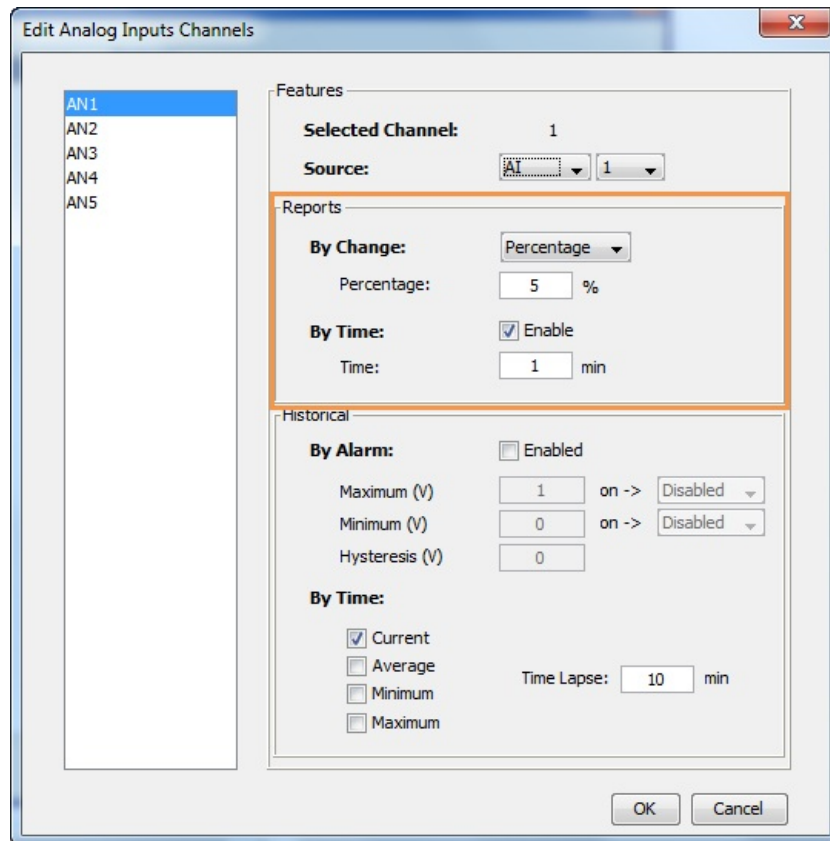 Edit Analog Inputs Channels
AN1
AN2
AN3
AN4
AN5
Features
Selected Channel: 1
Source: AI 1
Reports
By Change: Percentage
Percentage: 5 %
By Time: Enable
Time: 1 min
Historical
By Alarm: Enabled
Maximum (V) 1 on -> Disabled
Minimum (V) 0 on -> Disabled
Hysteresis (V) 0
By Time:
Current
Average
Minimum
Maximum
Time Lapse: 10 min
OK Cancel